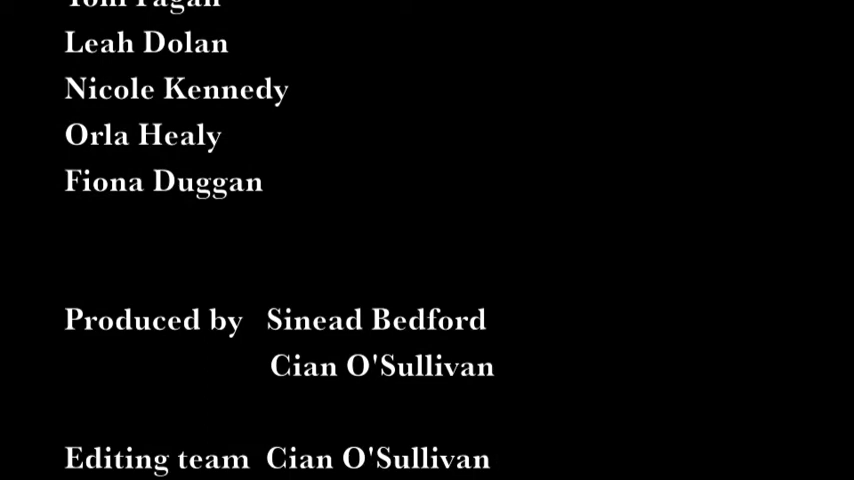 Leah Dolan
Nicole Kennedy
Orla Healy
Fiona Duggan
Produced by Sinead Bedford
Cian O'Sullivan
Editing team Cian O'Sullivan